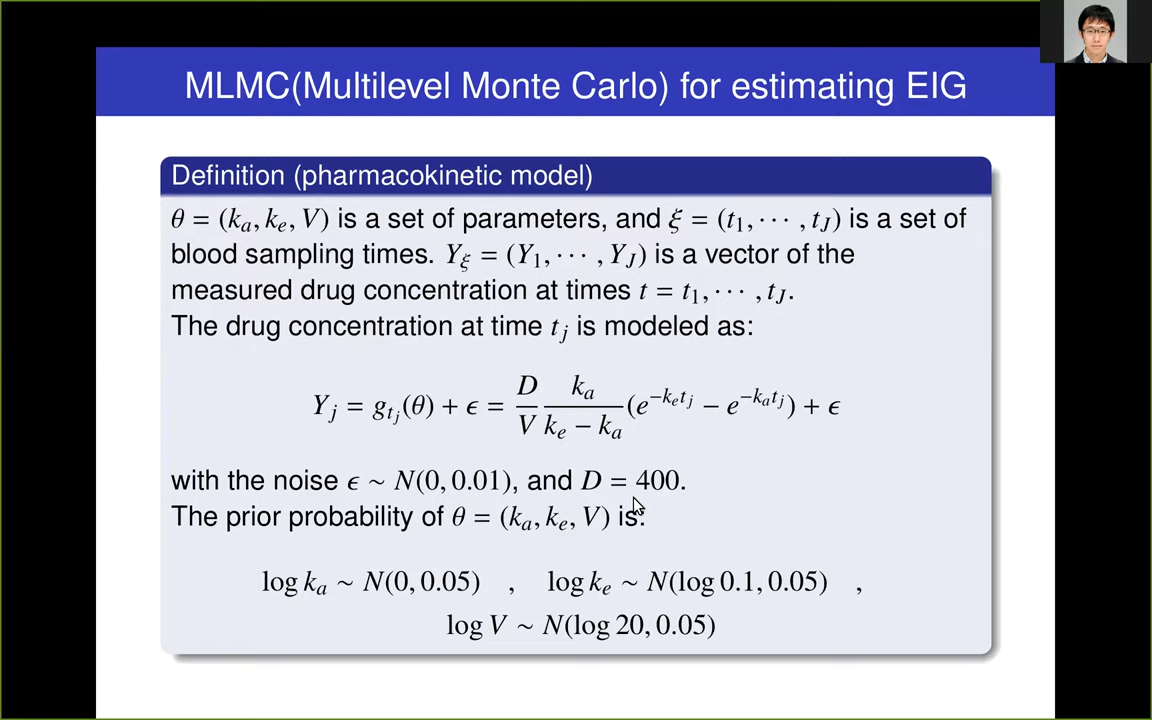 MLMC(Multilevel Monte Carlo) for estimating EIG
Definition (pharmacokinetic model)
θ = (k_a, k_e, V) is a set of parameters, and ξ = (t_1, ⋯ , t_J) is a set of
blood sampling times. Y_ξ = (Y_1, ⋯ , Y_J) is a vector of the
measured drug concentration at times t = t_1, ⋯ , t_J.
The drug concentration at time t_j is modeled as:
Y_j = g_{t_j}(θ) + ϵ = \frac{D}{V} \frac{k_a}{k_e − k_a} (e^{−k_e t_j} − e^{−k_a t_j}) + ϵ
with the noise ϵ ∼ N(0, 0.01), and D = 400.
The prior probability of θ = (k_a, k_e, V) is:
log k_a ∼ N(0, 0.05) , log k_e ∼ N(log 0.1, 0.05) ,
log V ∼ N(log 20, 0.05)